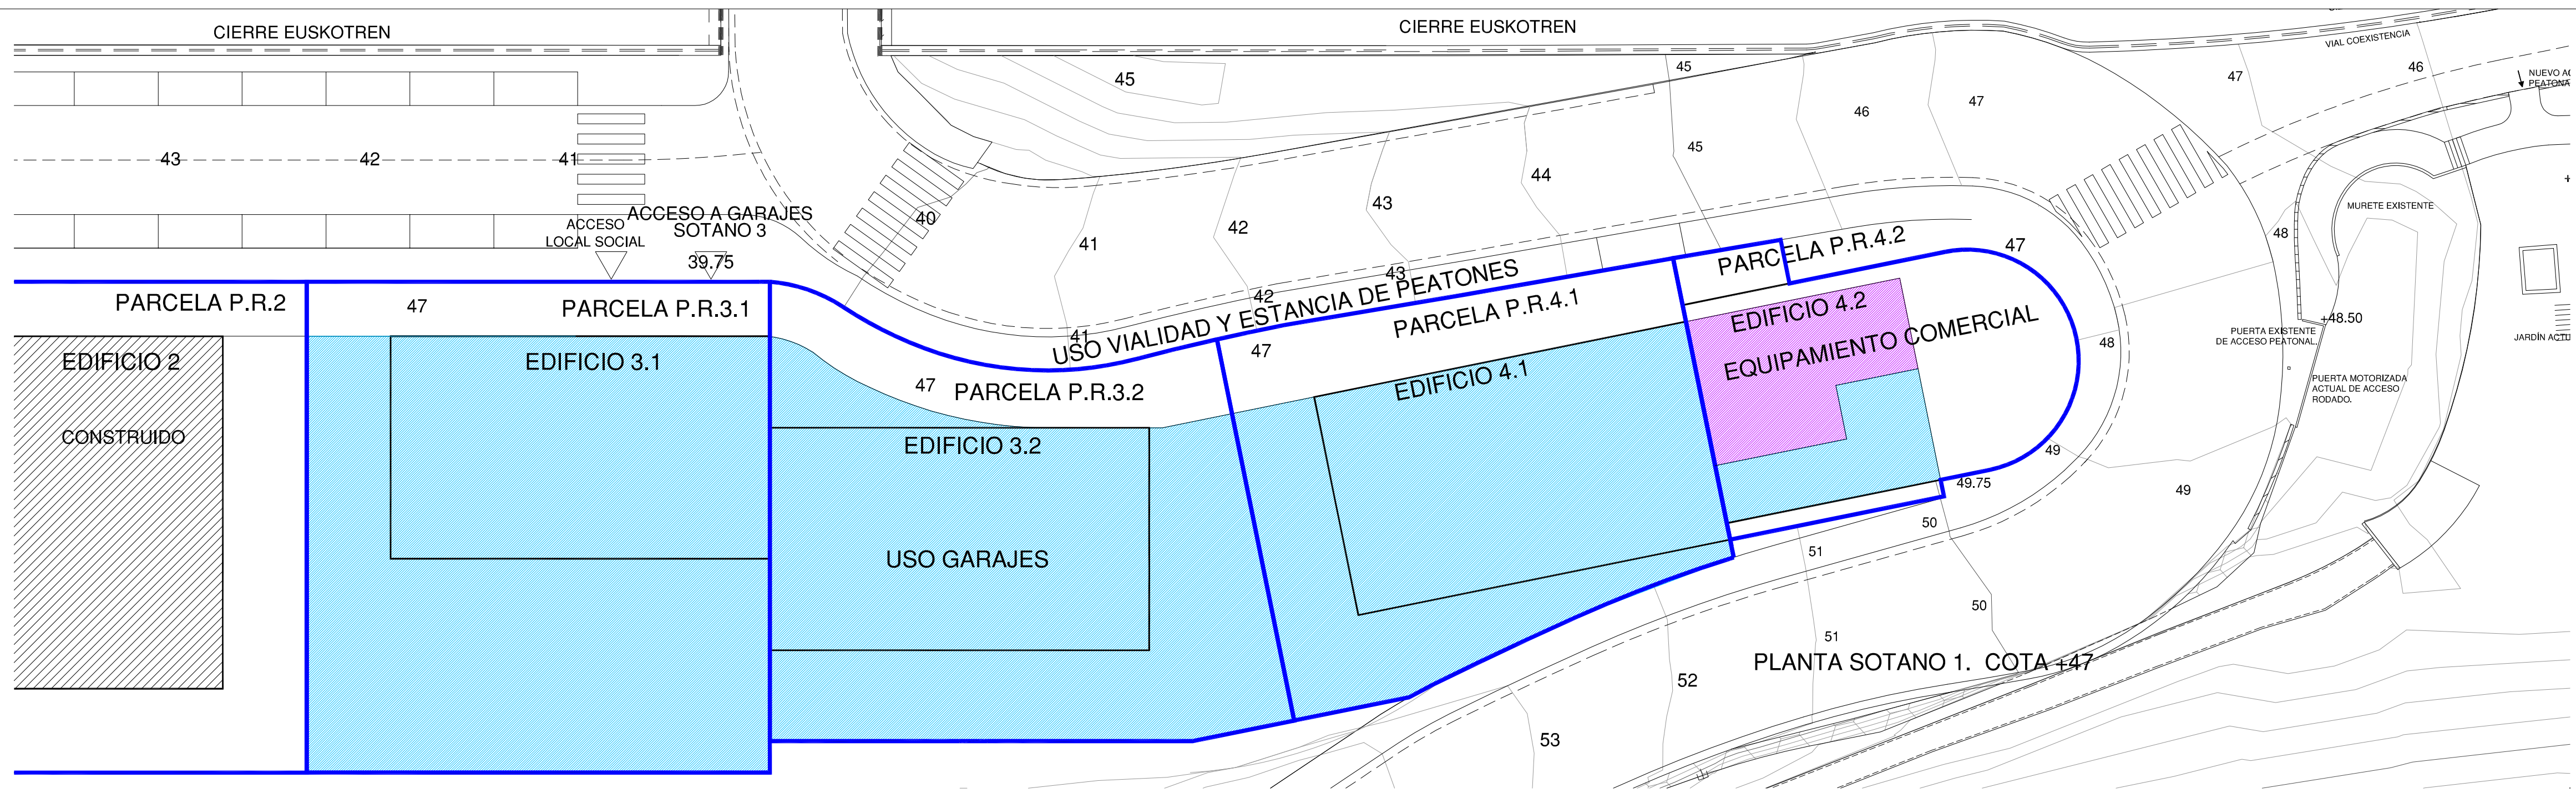 CIERRE EUSKOTREN
CIERRE EUSKOTREN
VIAL COEXISTENCIA
45
45
47
46
NUEVO
46
47
43
42
41
45
44
43
42
41
40
ACCESO A GARAJES
SOTANO 3
ACCESO
LOCAL SOCIAL
39.75
MURETE EXISTENTE
48
47
PARCELA P.R.2
47
PARCELA P.R.3.1
41
42
43
USO VIALIDAD Y ESTANCIA DE PEATONES
PARCELA P.R.4.1
PARCELA P.R.4.2
EDIFICIO 2
CONSTRUIDO
EDIFICIO 3.1
47
PARCELA P.R.3.2
47
EDIFICIO 4.1
EDIFICIO 4.2
EQUIPAMIENTO COMERCIAL
48
+48.50
PUERTA EXISTENTE
DE ACCESO PEATONAL.
JARDÍN
PUERTA MOTORIZADA
ACTUAL DE ACCESO
RODADO.
EDIFICIO 3.2
USO GARAJES
49
49.75
49
50
51
50
51
52
53
PLANTA SOTANO 1. COTA +47